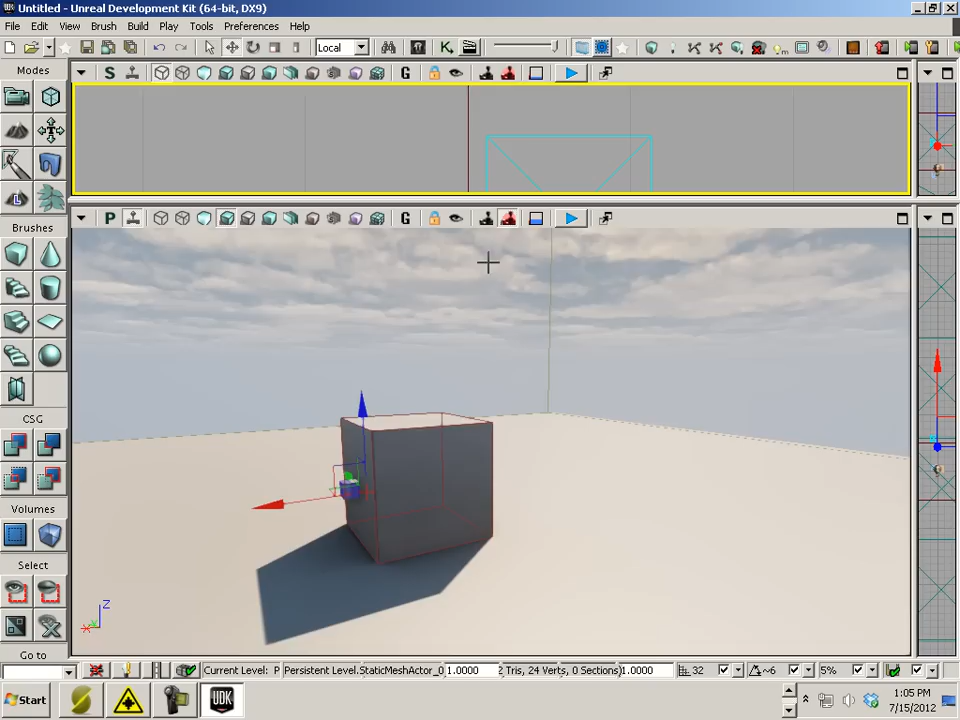 Untitled - Unreal Development Kit (64-bit, DX9)
File Edit View Brush Build Play Tools Preferences Help
Local
Modes
S G
P G
Brushes
CSG
Volumes
Select
Go to
Z
X Y
Current Level: P Persistent Level.StaticMeshActor_0 1.0000 2 Tris, 24 Verts, 0 Sections) 1.0000 32 ~6 5%
Start UDK 1:05 PM
7/15/2012